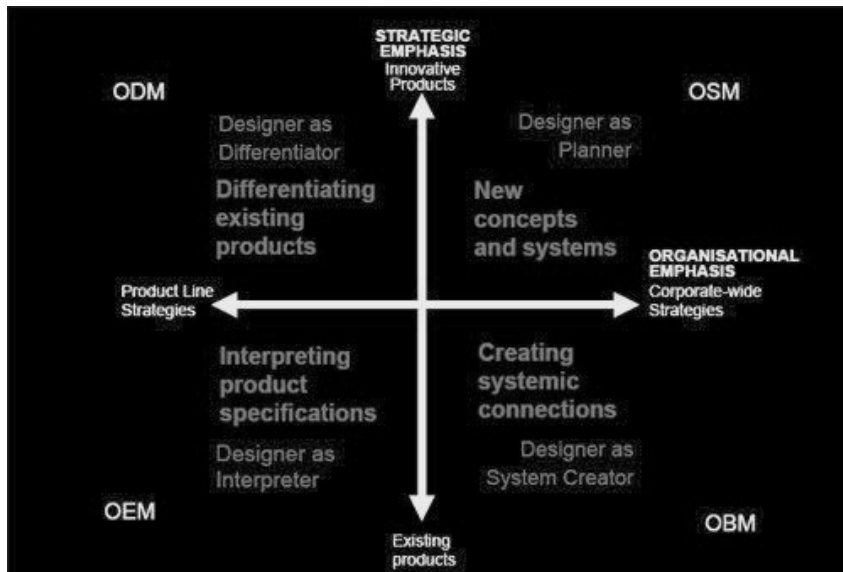 STRATEGIC
EMPHASIS
Innovative
Products
ODM
OSM
Designer as
Differentiator
Designer as
Planner
Differentiating
existing
products
New
concepts
and systems
ORGANISATIONAL
EMPHASIS
Product Line
Strategies
Corporate-wide
Strategies
Interpreting
product
specifications
Creating
systemic
connections
Designer as
Interpreter
Designer as
System Creator
OEM
OBM
Existing
products